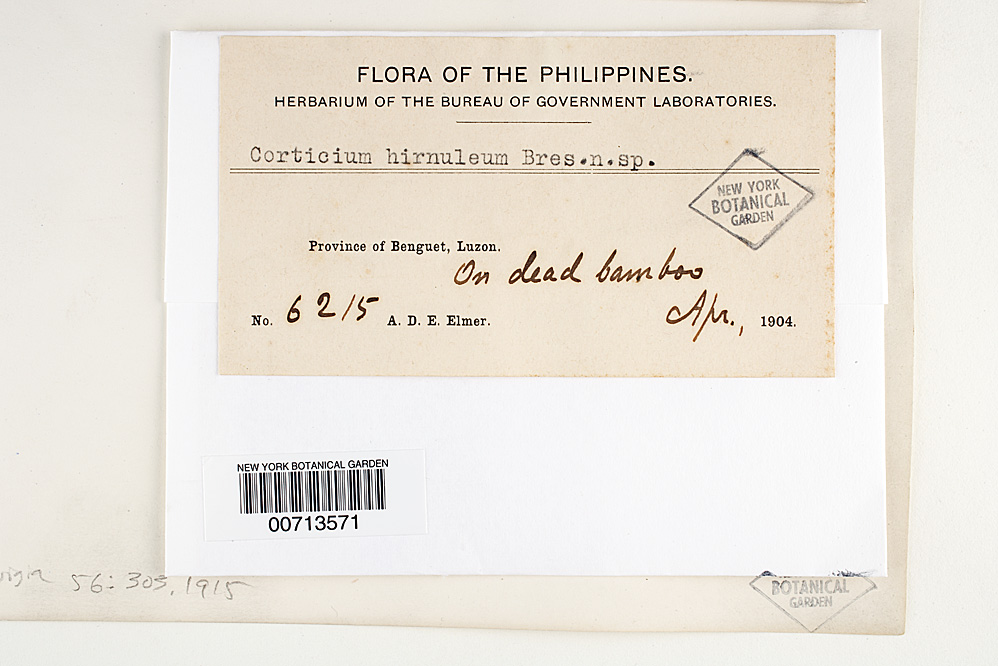 FLORA OF THE PHILIPPINES.
HERBARIUM OF THE BUREAU OF GOVERNMENT LABORATORIES.
Corticium hirnuleum Bres.n.sp.
NEW YORK
BOTANICAL
GARDEN
Province of Benguet, Luzon.
On dead bamboo
No. 6215 A. D. E. Elmer. Apr., 1904.
NEW YORK BOTANICAL GARDEN
00713571
56: 303, 1915
BOTANICAL
GARDEN